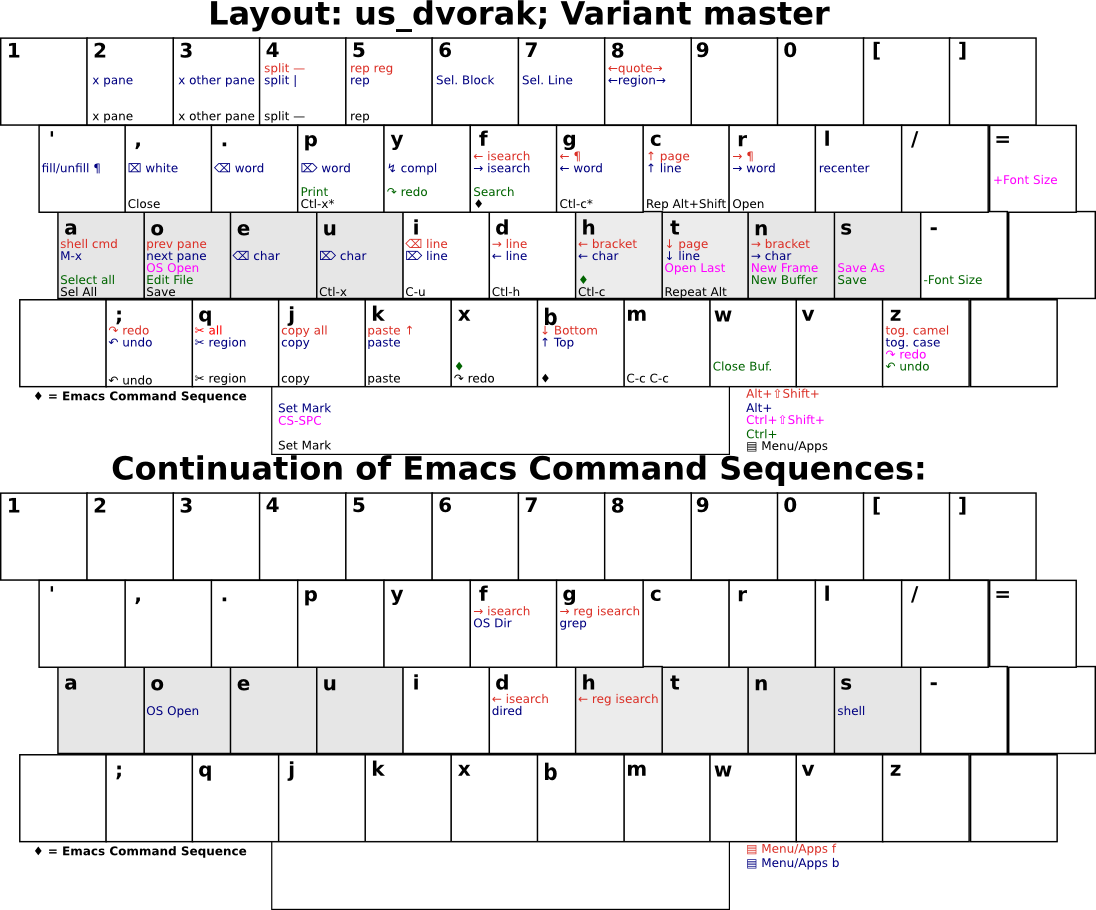 Layout: us_dvorak; Variant master
1 2 3 4 5 6 7 8 9 0 [ ]
split — rep reg ←quote→
x pane x other pane split | rep Sel. Block Sel. Line ←region→
x pane x other pane split — rep
' , . p y f g c r l / =
← isearch ← ¶ ↑ page → ¶
fill/unfill ¶ ⌧ white ⌫ word ⌦ word ↯ compl → isearch ← word ↑ line → word recenter
+Font Size
Print ↷ redo Search
Close Ctl-x* ♦ Ctl-c* Rep Alt+Shift Open
a o e u i d h t n s -
shell cmd prev pane ⌫ line → line ← bracket ↓ page → bracket
M-x next pane ⌫ char ⌦ char ⌦ line ← line ← char ↓ line → char
OS Open Open Last New Frame Save As
Select all Edit File ♦ New Buffer Save -Font Size
Sel All Save Ctl-x C-u Ctl-h Ctl-c Repeat Alt
; q j k x b m w v z
↷ redo ✂ all copy all paste ↑ ↓ Bottom tog. camel
↶ undo ✂ region copy paste ↑ Top tog. case
↷ redo
♦ Close Buf. ↶ undo
↶ undo ✂ region copy paste ↷ redo ♦ C-c C-c
♦ = Emacs Command Sequence
Set Mark
CS-SPC
Set Mark
Alt+⇧Shift+
Alt+
Ctrl+⇧Shift+
Ctrl+
▤ Menu/Apps
Continuation of Emacs Command Sequences:
1 2 3 4 5 6 7 8 9 0 [ ]
' , . p y f g c r l / =
→ isearch → reg isearch
OS Dir grep
a o e u i d h t n s -
← isearch ← reg isearch
OS Open dired shell
; q j k x b m w v z
♦ = Emacs Command Sequence
▤ Menu/Apps f
▤ Menu/Apps b